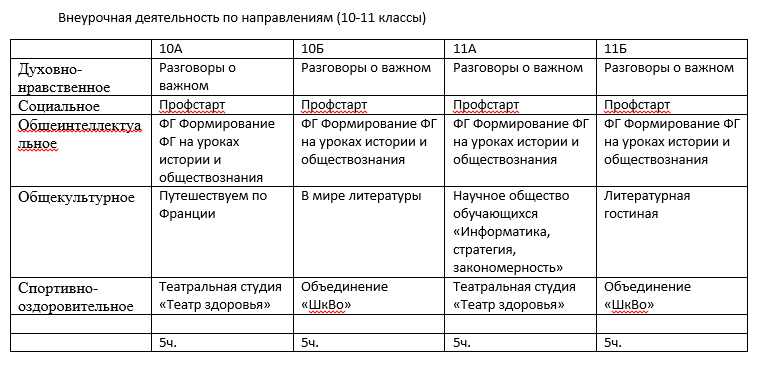 Внеурочная деятельность по направлениям (10-11 классы)
10А 10Б 11А 11Б
Духовно-нравственное Разговоры о важном Разговоры о важном Разговоры о важном Разговоры о важном
Социальное Профстарт Профстарт Профстарт Профстарт
Общеинтеллектуальное ФГ Формирование ФГ на уроках истории и обществознания ФГ Формирование ФГ на уроках истории и обществознания ФГ Формирование ФГ на уроках истории и обществознания ФГ Формирование ФГ на уроках истории и обществознания
Общекультурное Путешествуем по Франции В мире литературы Научное общество обучающихся «Информатика, стратегия, закономерность» Литературная гостиная
Спортивно-оздоровительное Театральная студия «Театр здоровья» Объединение «ШкВо» Театральная студия «Театр здоровья» Объединение «ШкВо»
5ч. 5ч. 5ч. 5ч.